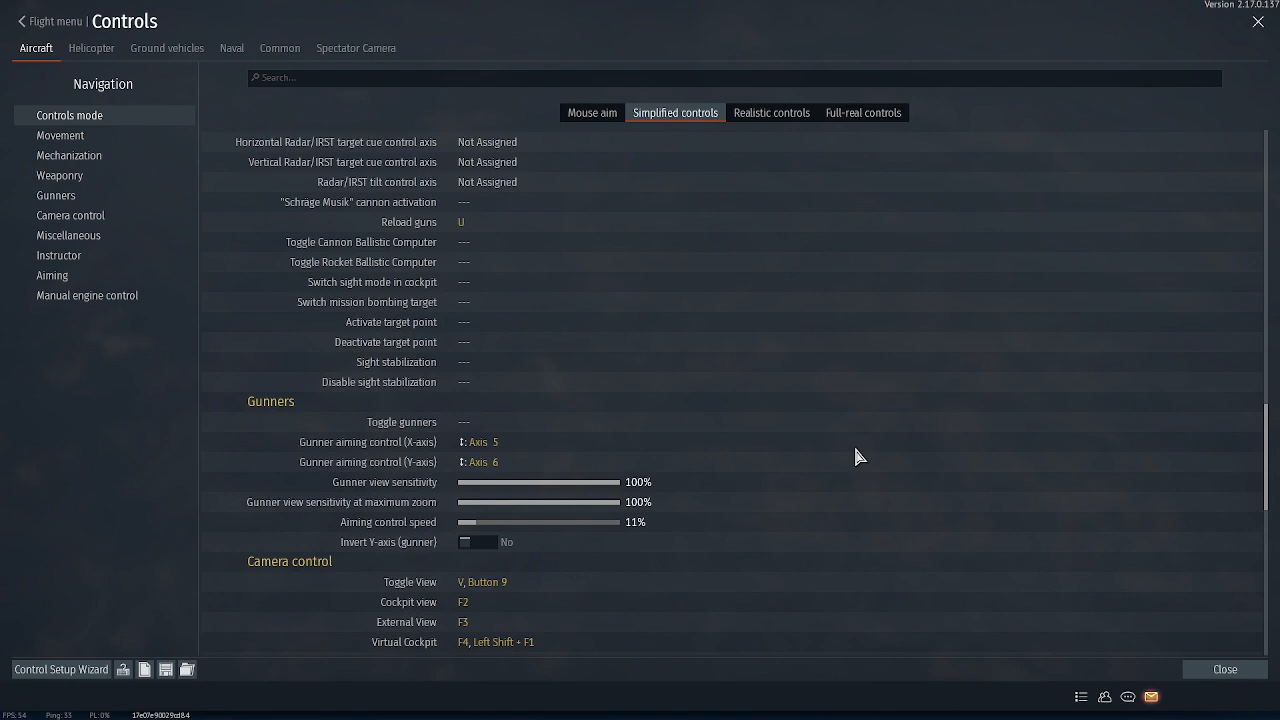 Version 2.17.0.137
Flight menu | Controls
Aircraft Helicopter Ground vehicles Naval Common Spectator Camera
Navigation
Controls mode
Movement
Mechanization
Weaponry
Gunners
Camera control
Miscellaneous
Instructor
Aiming
Manual engine control
Search...
Mouse aim Simplified controls Realistic controls Full-real controls
Horizontal Radar/IRST target cue control axis Not Assigned
Vertical Radar/IRST target cue control axis Not Assigned
Radar/IRST tilt control axis Not Assigned
"Schräge Musik" cannon activation ---
Reload guns U
Toggle Cannon Ballistic Computer ---
Toggle Rocket Ballistic Computer ---
Switch sight mode in cockpit ---
Switch mission bombing target ---
Activate target point ---
Deactivate target point ---
Sight stabilization ---
Disable sight stabilization ---
Gunners
Toggle gunners ---
Gunner aiming control (X-axis) : Axis 5
Gunner aiming control (Y-axis) : Axis 6
Gunner view sensitivity 100%
Gunner view sensitivity at maximum zoom 100%
Aiming control speed 11%
Invert Y-axis (gunner) No
Camera control
Toggle View V, Button 9
Cockpit view F2
External View F3
Virtual Cockpit F4, Left Shift + F1
Control Setup Wizard
Close
FPS: 54 Ping: 33 PL: 0% 17e07e90029cd84